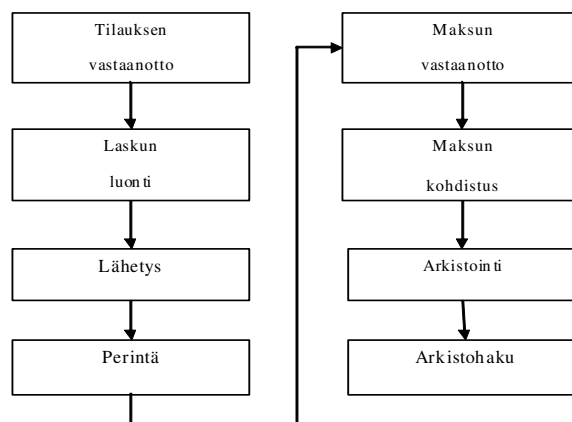 Tilauksen
vastaanotto
Laskun
luonti
Lähetys
Perintä
Maksun
vastaanotto
Maksun
kohdistus
Arkistointi
Arkistohaku